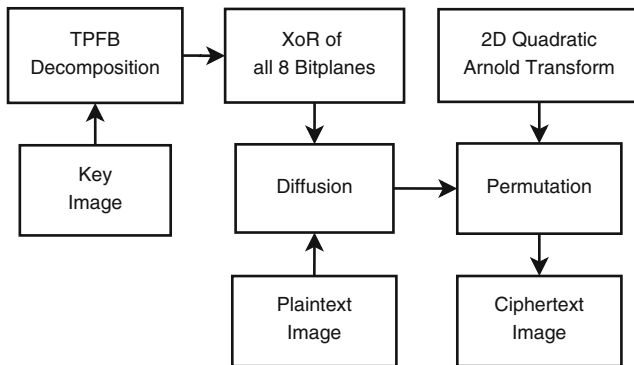 TPFB
Decomposition
XoR of
all 8 Bitplanes
2D Quadratic
Arnold Transform
Key
Image
Diffusion
Permutation
Plaintext
Image
Ciphertext
Image